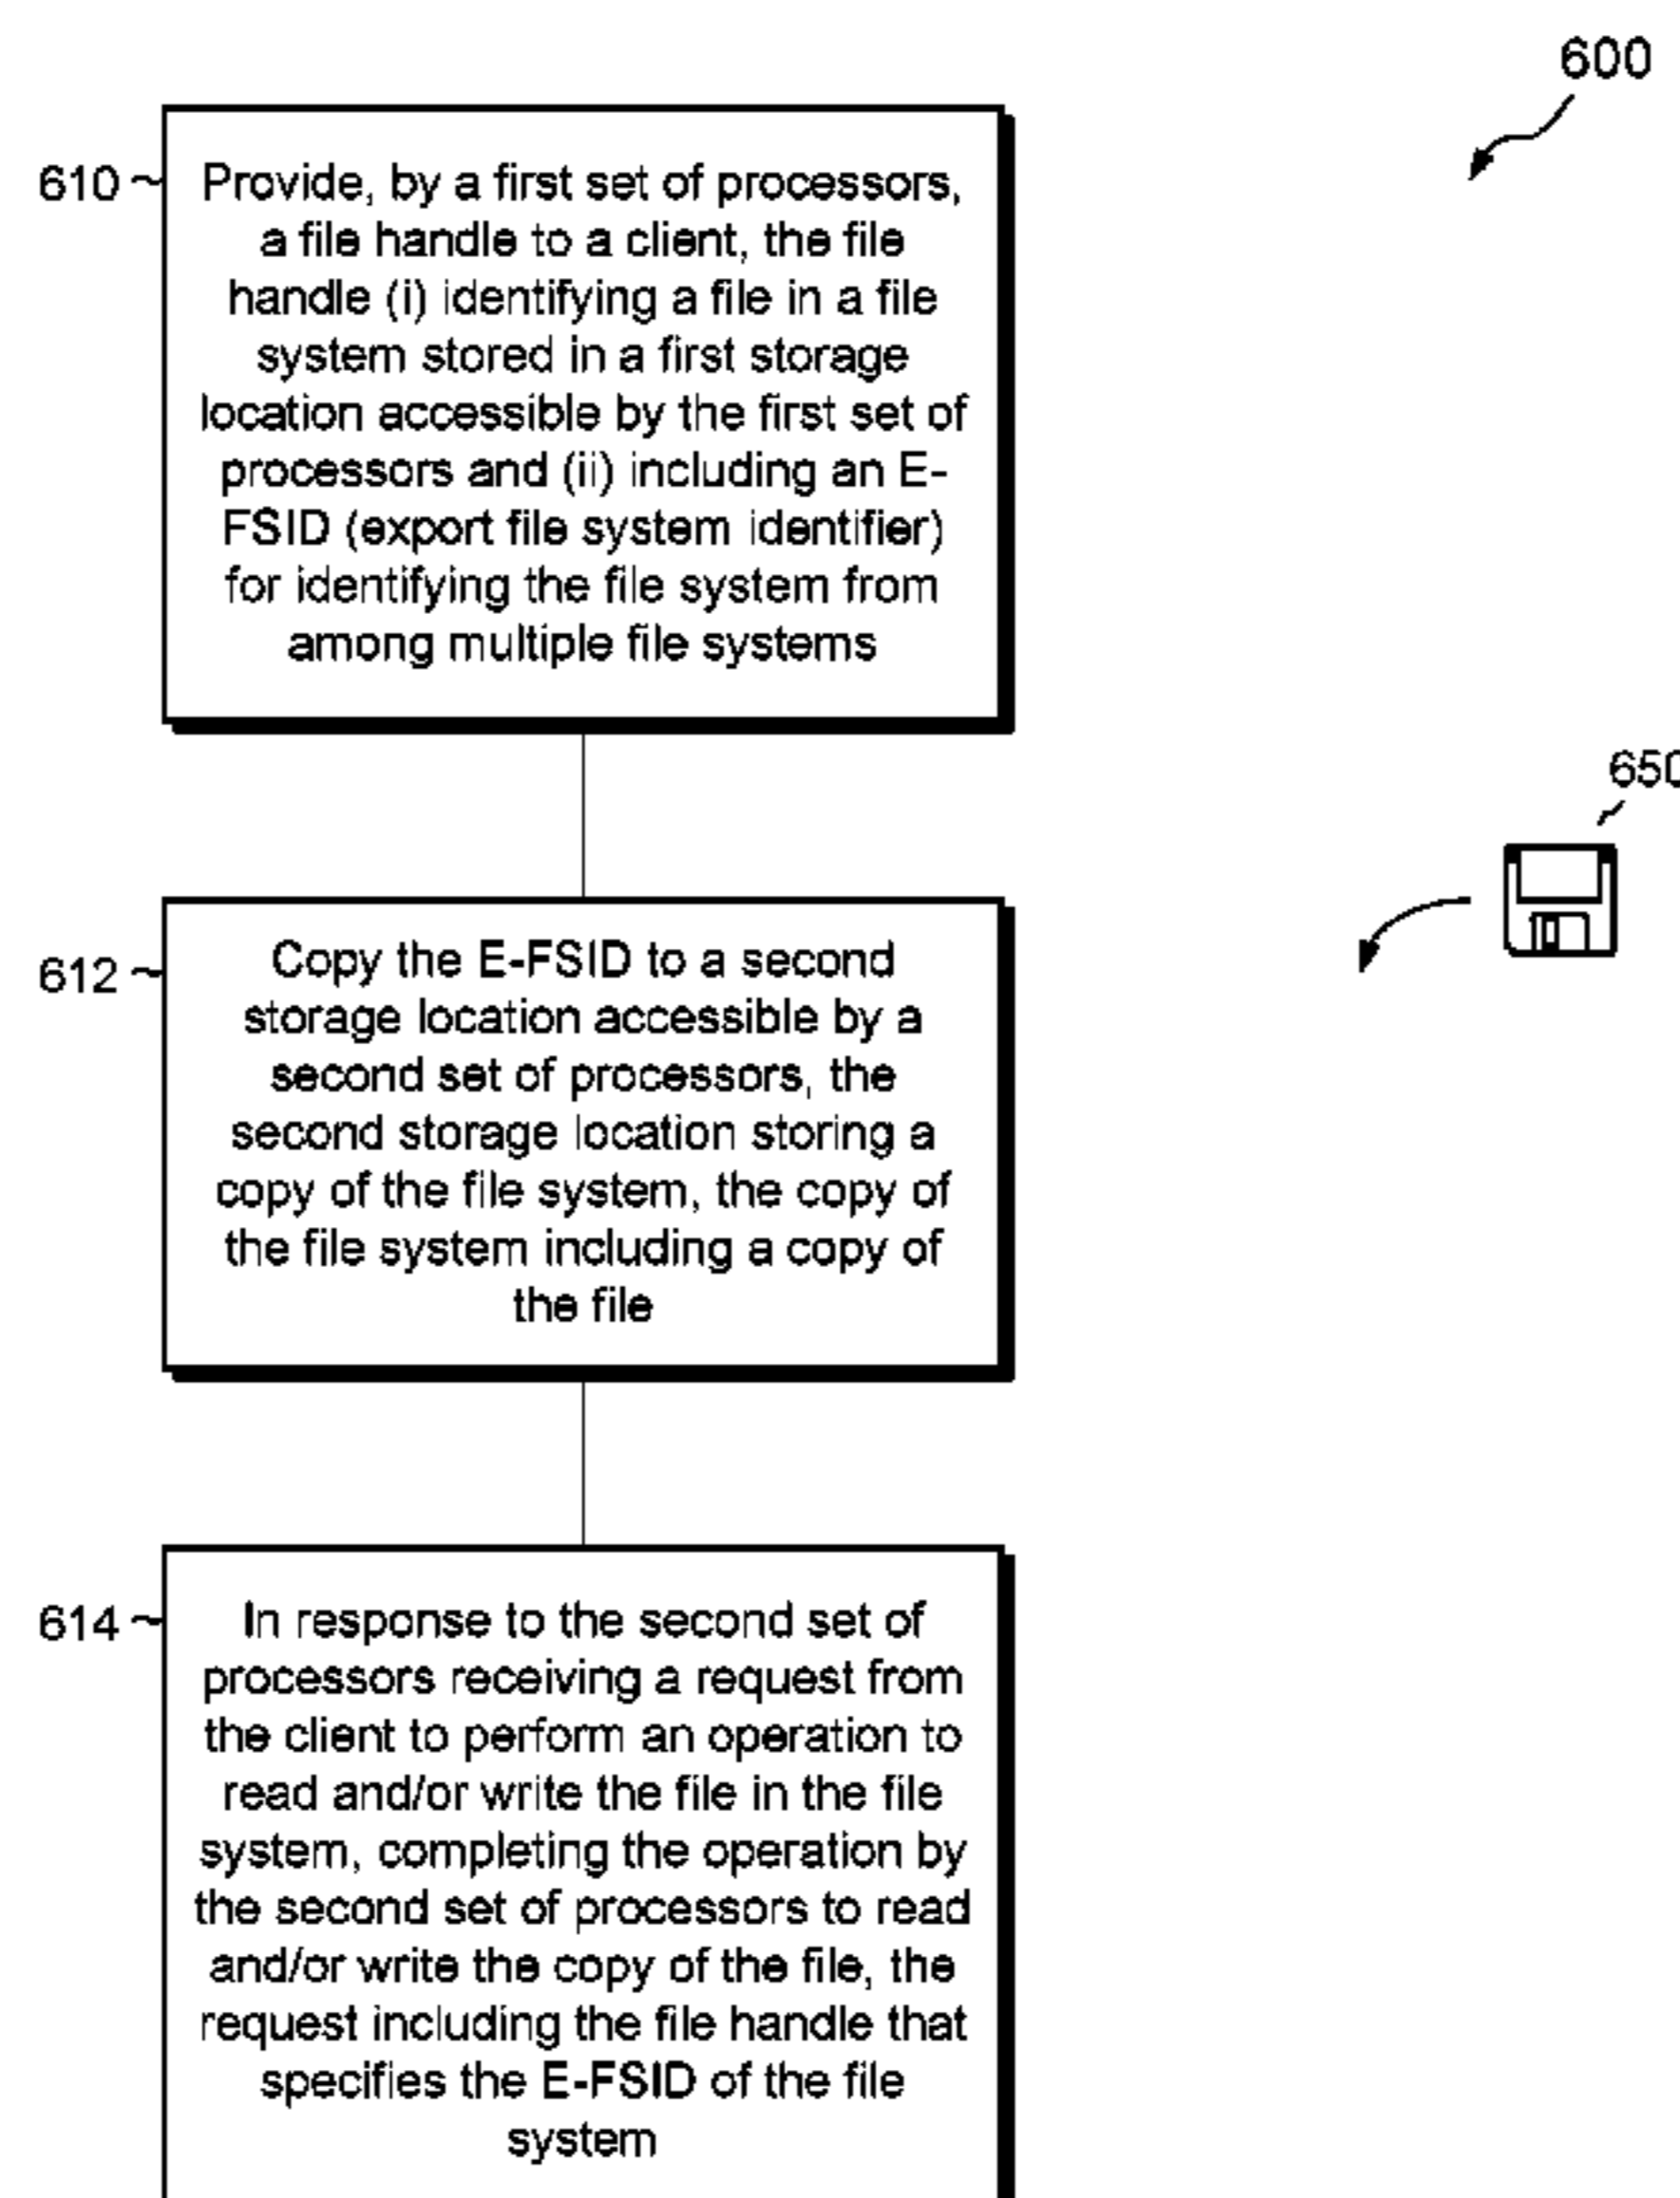 600
610
Provide, by a first set of processors,
a file handle to a client, the file
handle (i) identifying a file in a file
system stored in a first storage
location accessible by the first set of
processors and (ii) including an E-
FSID (export file system identifier)
for identifying the file system from
among multiple file systems
650
612
Copy the E-FSID to a second
storage location accessible by a
second set of processors, the
second storage location storing a
copy of the file system, the copy of
the file system including a copy of
the file
614
In response to the second set of
processors receiving a request from
the client to perform an operation to
read and/or write the file in the file
system, completing the operation by
the second set of processors to read
and/or write the copy of the file, the
request including the file handle that
specifies the E-FSID of the file
system